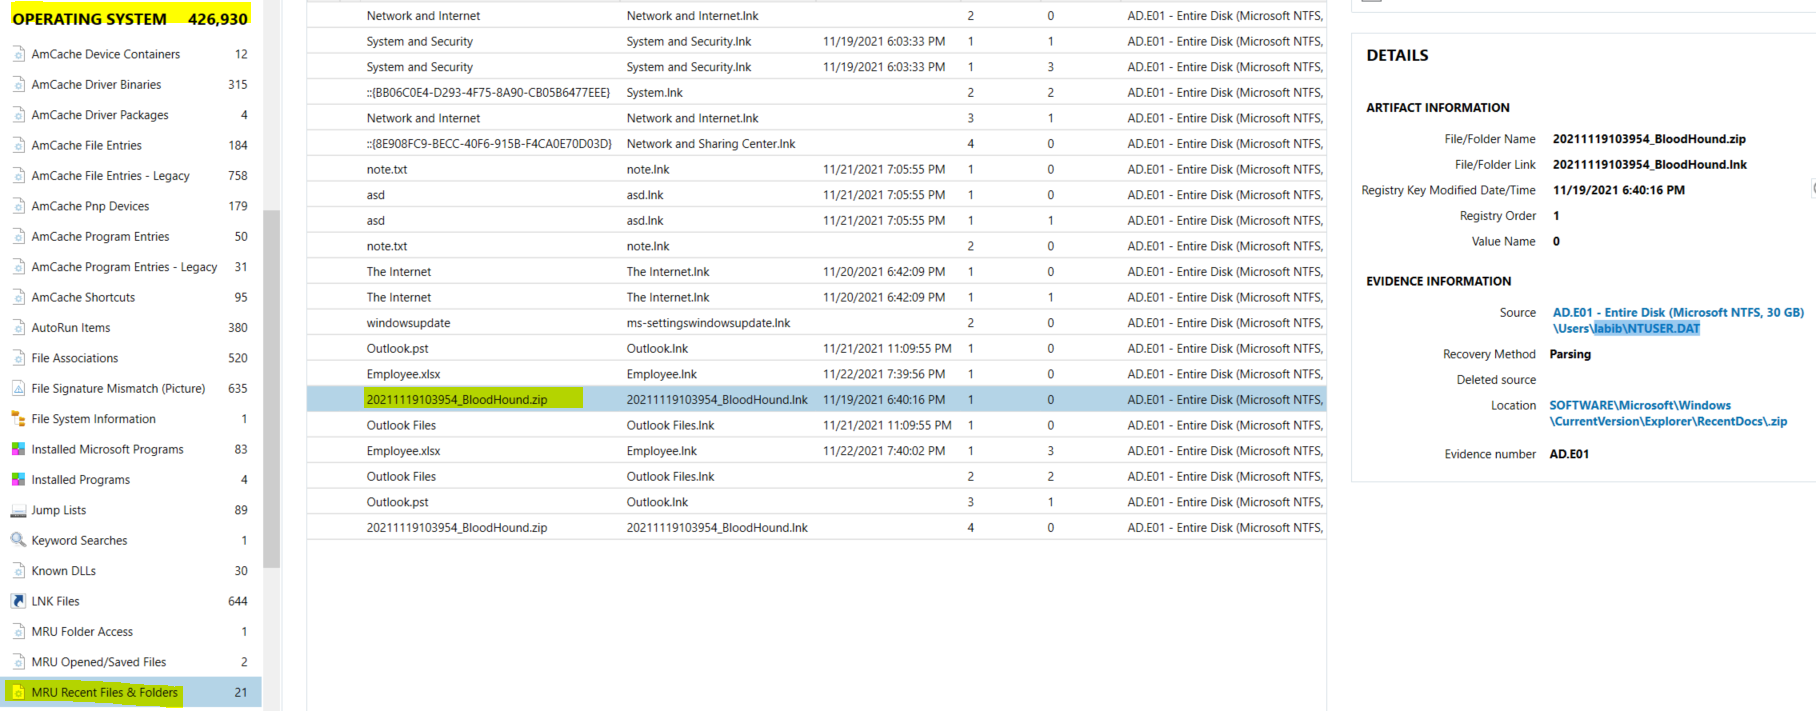 OPERATING SYSTEM 426,930
AmCache Device Containers 12
AmCache Driver Binaries 315
AmCache Driver Packages 4
AmCache File Entries 184
AmCache File Entries - Legacy 758
AmCache Pnp Devices 179
AmCache Program Entries 50
AmCache Program Entries - Legacy 31
AmCache Shortcuts 95
AutoRun Items 380
File Associations 520
File Signature Mismatch (Picture) 635
File System Information 1
Installed Microsoft Programs 83
Installed Programs 4
Jump Lists 89
Keyword Searches 1
Known DLLs 30
LNK Files 644
MRU Folder Access 1
MRU Opened/Saved Files 2
MRU Recent Files & Folders 21
Network and Internet Network and Internet.lnk 2 0 AD.E01 - Entire Disk (Microsoft NTFS,
System and Security System and Security.lnk 11/19/2021 6:03:33 PM 1 1 AD.E01 - Entire Disk (Microsoft NTFS,
System and Security System and Security.lnk 11/19/2021 6:03:33 PM 1 3 AD.E01 - Entire Disk (Microsoft NTFS,
::{BB06C0E4-D293-4F75-8A90-CB05B6477EEE} System.lnk 2 2 AD.E01 - Entire Disk (Microsoft NTFS,
Network and Internet Network and Internet.lnk 3 1 AD.E01 - Entire Disk (Microsoft NTFS,
::{8E908FC9-BECC-40F6-915B-F4CA0E70D03D} Network and Sharing Center.lnk 4 0 AD.E01 - Entire Disk (Microsoft NTFS,
note.txt note.lnk 11/21/2021 7:05:55 PM 1 0 AD.E01 - Entire Disk (Microsoft NTFS,
asd asd.lnk 11/21/2021 7:05:55 PM 1 0 AD.E01 - Entire Disk (Microsoft NTFS,
asd asd.lnk 11/21/2021 7:05:55 PM 1 1 AD.E01 - Entire Disk (Microsoft NTFS,
note.txt note.lnk 2 0 AD.E01 - Entire Disk (Microsoft NTFS,
The Internet The Internet.lnk 11/20/2021 6:42:09 PM 1 0 AD.E01 - Entire Disk (Microsoft NTFS,
The Internet The Internet.lnk 11/20/2021 6:42:09 PM 1 1 AD.E01 - Entire Disk (Microsoft NTFS,
windowsupdate ms-settingswindowsupdate.lnk 2 0 AD.E01 - Entire Disk (Microsoft NTFS,
Outlook.pst Outlook.lnk 11/21/2021 11:09:55 PM 1 0 AD.E01 - Entire Disk (Microsoft NTFS,
Employee.xlsx Employee.lnk 11/22/2021 7:39:56 PM 1 0 AD.E01 - Entire Disk (Microsoft NTFS,
20211119103954_BloodHound.zip 20211119103954_BloodHound.lnk 11/19/2021 6:40:16 PM 1 0 AD.E01 - Entire Disk (Microsoft NTFS,
Outlook Files Outlook Files.lnk 11/21/2021 11:09:55 PM 1 0 AD.E01 - Entire Disk (Microsoft NTFS,
Employee.xlsx Employee.lnk 11/22/2021 7:40:02 PM 1 3 AD.E01 - Entire Disk (Microsoft NTFS,
Outlook Files Outlook Files.lnk 2 2 AD.E01 - Entire Disk (Microsoft NTFS,
Outlook.pst Outlook.lnk 3 1 AD.E01 - Entire Disk (Microsoft NTFS,
20211119103954_BloodHound.zip 20211119103954_BloodHound.lnk 4 0 AD.E01 - Entire Disk (Microsoft NTFS,
DETAILS
ARTIFACT INFORMATION
File/Folder Name 20211119103954_BloodHound.zip
File/Folder Link 20211119103954_BloodHound.lnk
Registry Key Modified Date/Time 11/19/2021 6:40:16 PM
Registry Order 1
Value Name 0
EVIDENCE INFORMATION
Source AD.E01 - Entire Disk (Microsoft NTFS, 30 GB)
\Users\labib\NTUSER.DAT
Recovery Method Parsing
Deleted source
Location SOFTWARE\Microsoft\Windows
\CurrentVersion\Explorer\RecentDocs\.zip
Evidence number AD.E01